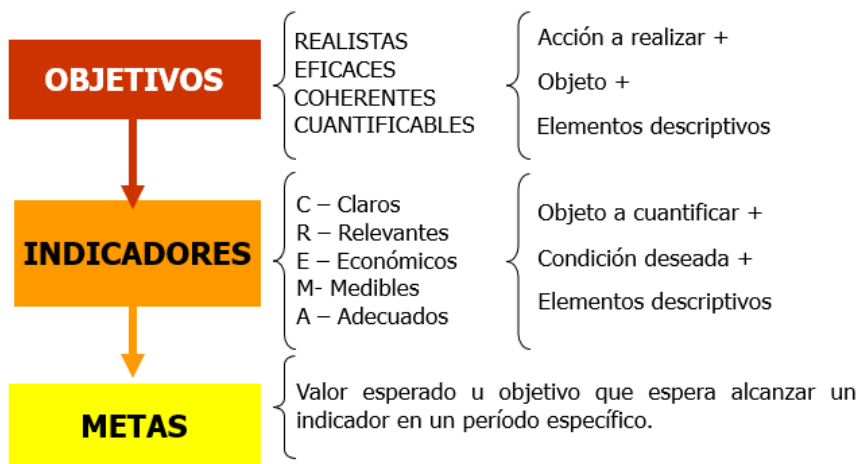 OBJETIVOS
REALISTAS
EFICACES
COHERENTES
CUANTIFICABLES
Acción a realizar +
Objeto +
Elementos descriptivos
INDICADORES
C – Claros
R – Relevantes
E – Económicos
M- Medibles
A – Adecuados
Objeto a cuantificar +
Condición deseada +
Elementos descriptivos
METAS
Valor esperado u objetivo que espera alcanzar un
indicador en un período específico.